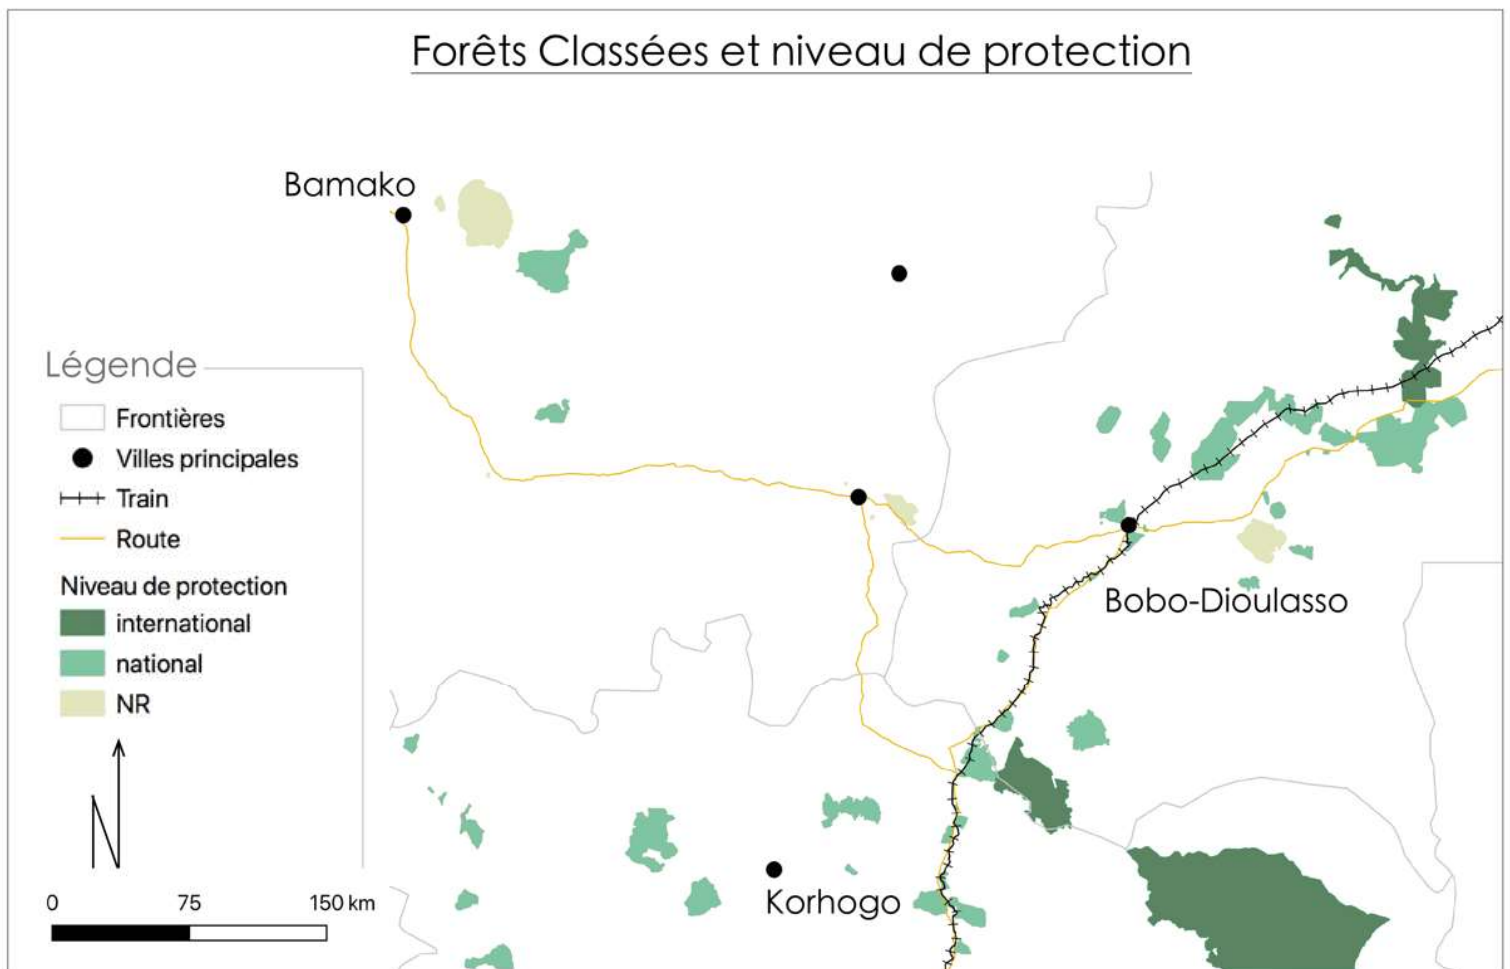 Forêts Classées et niveau de protection
Bamako
Légende
Frontières
Villes principales
Train
Route
Niveau de protection
international
national
NR
Bobo-Dioulasso
Korhogo
N
0 75 150 km